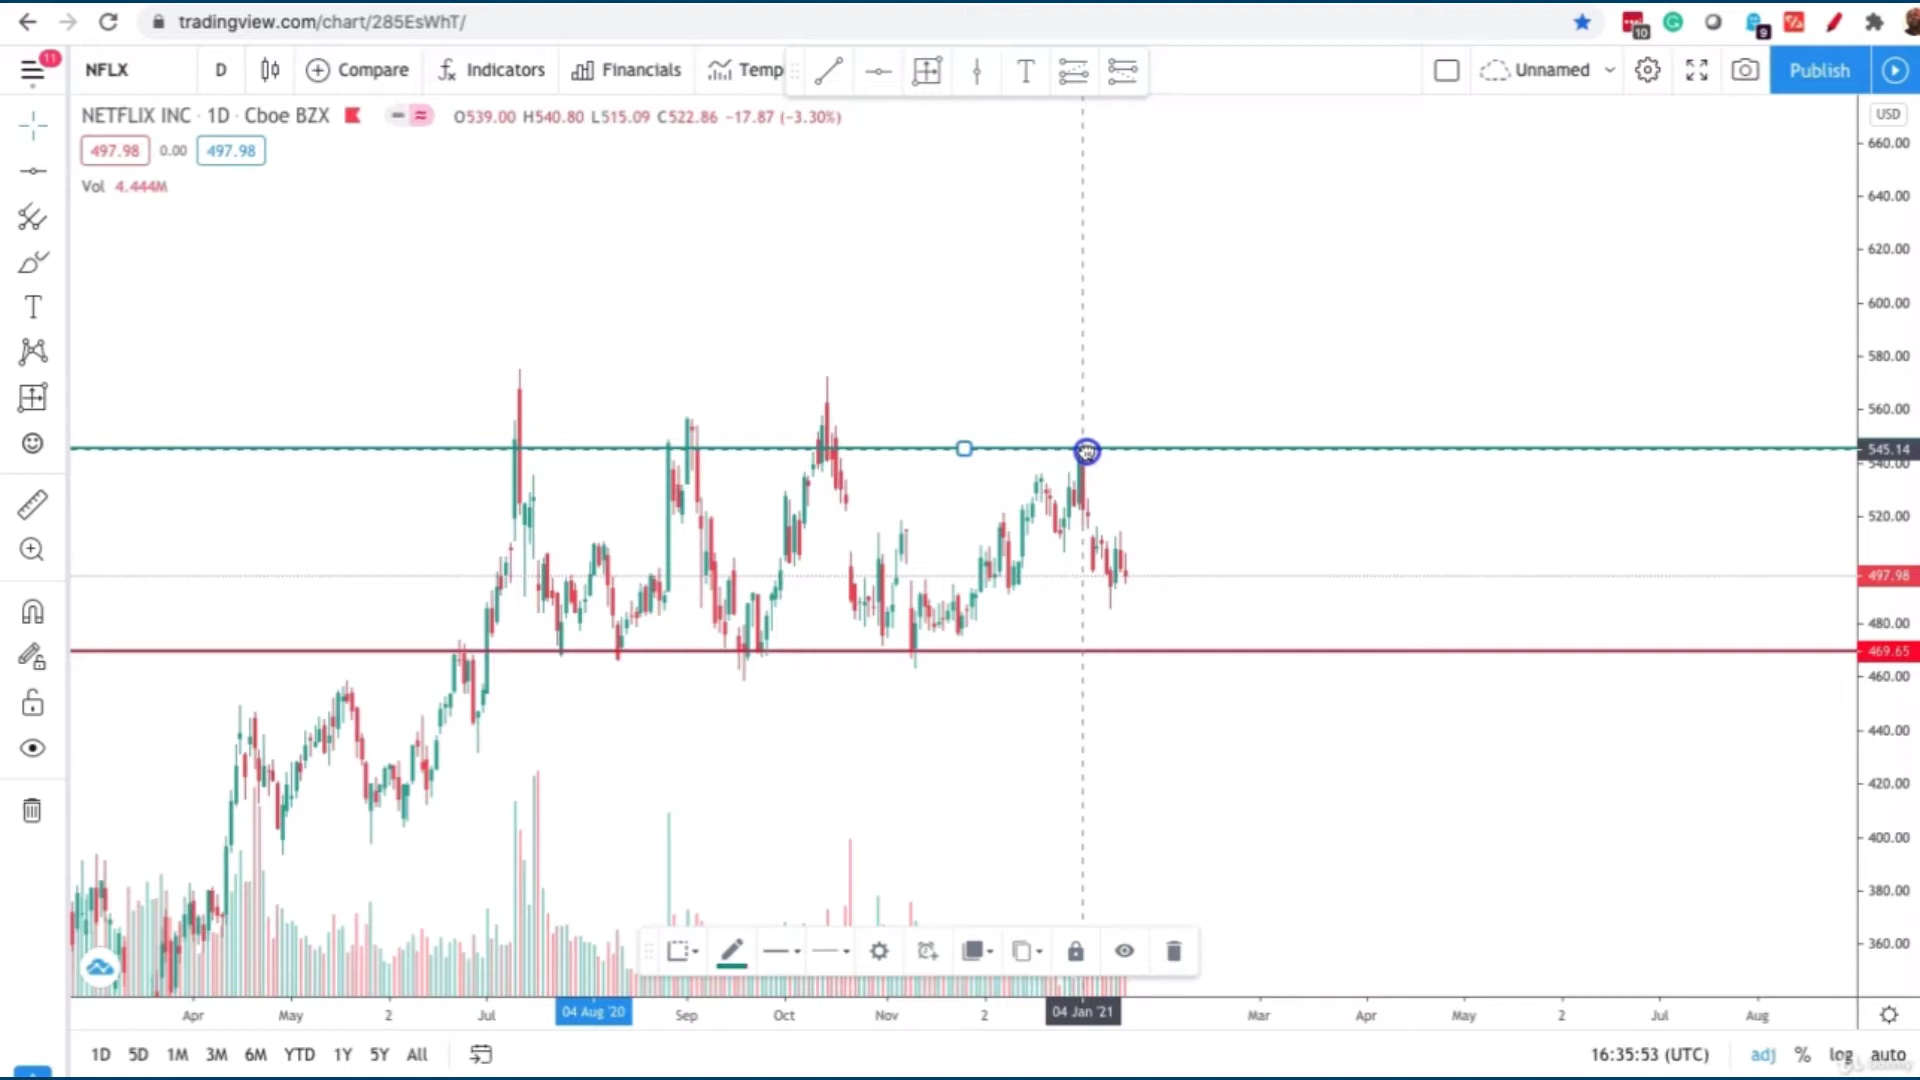 tradingview.com/chart/285EsWhT/
10
9
11
NFLX D Compare Indicators Financials Temp T Unnamed Publish
NETFLIX INC · 1D · Cboe BZX O539.00 H540.80 L515.09 C522.86 −17.87 (−3.30%)
USD
497.98 0.00 497.98
Vol 4.444M
660.00
640.00
620.00
600.00
580.00
560.00
545.14
540.00
520.00
497.98
480.00
469.65
460.00
440.00
420.00
400.00
380.00
360.00
Apr May 2 Jul 04 Aug '20 Sep Oct Nov 2 04 Jan '21 Mar Apr May 2 Jul Aug
1D 5D 1M 3M 6M YTD 1Y 5Y All 16:35:53 (UTC) adj % log auto